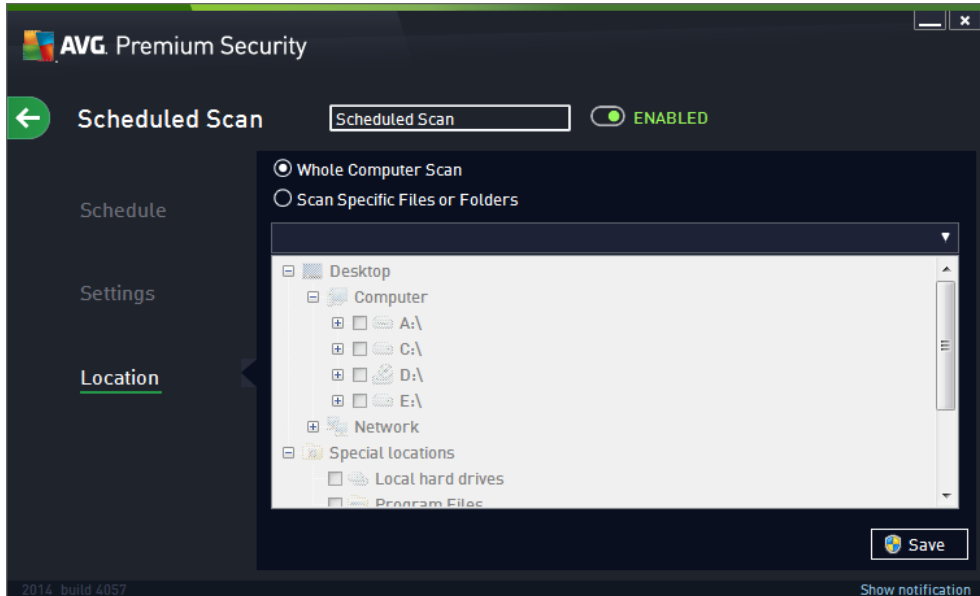 AVG. Premium Security
Scheduled Scan
Scheduled Scan
ENABLED
Schedule
Settings
Location
Whole Computer Scan
Scan Specific Files or Folders
Desktop
Computer
A:\
C:\
D:\
E:\
Network
Special locations
Local hard drives
Program Files
Save
2014 build 4057
Show notification